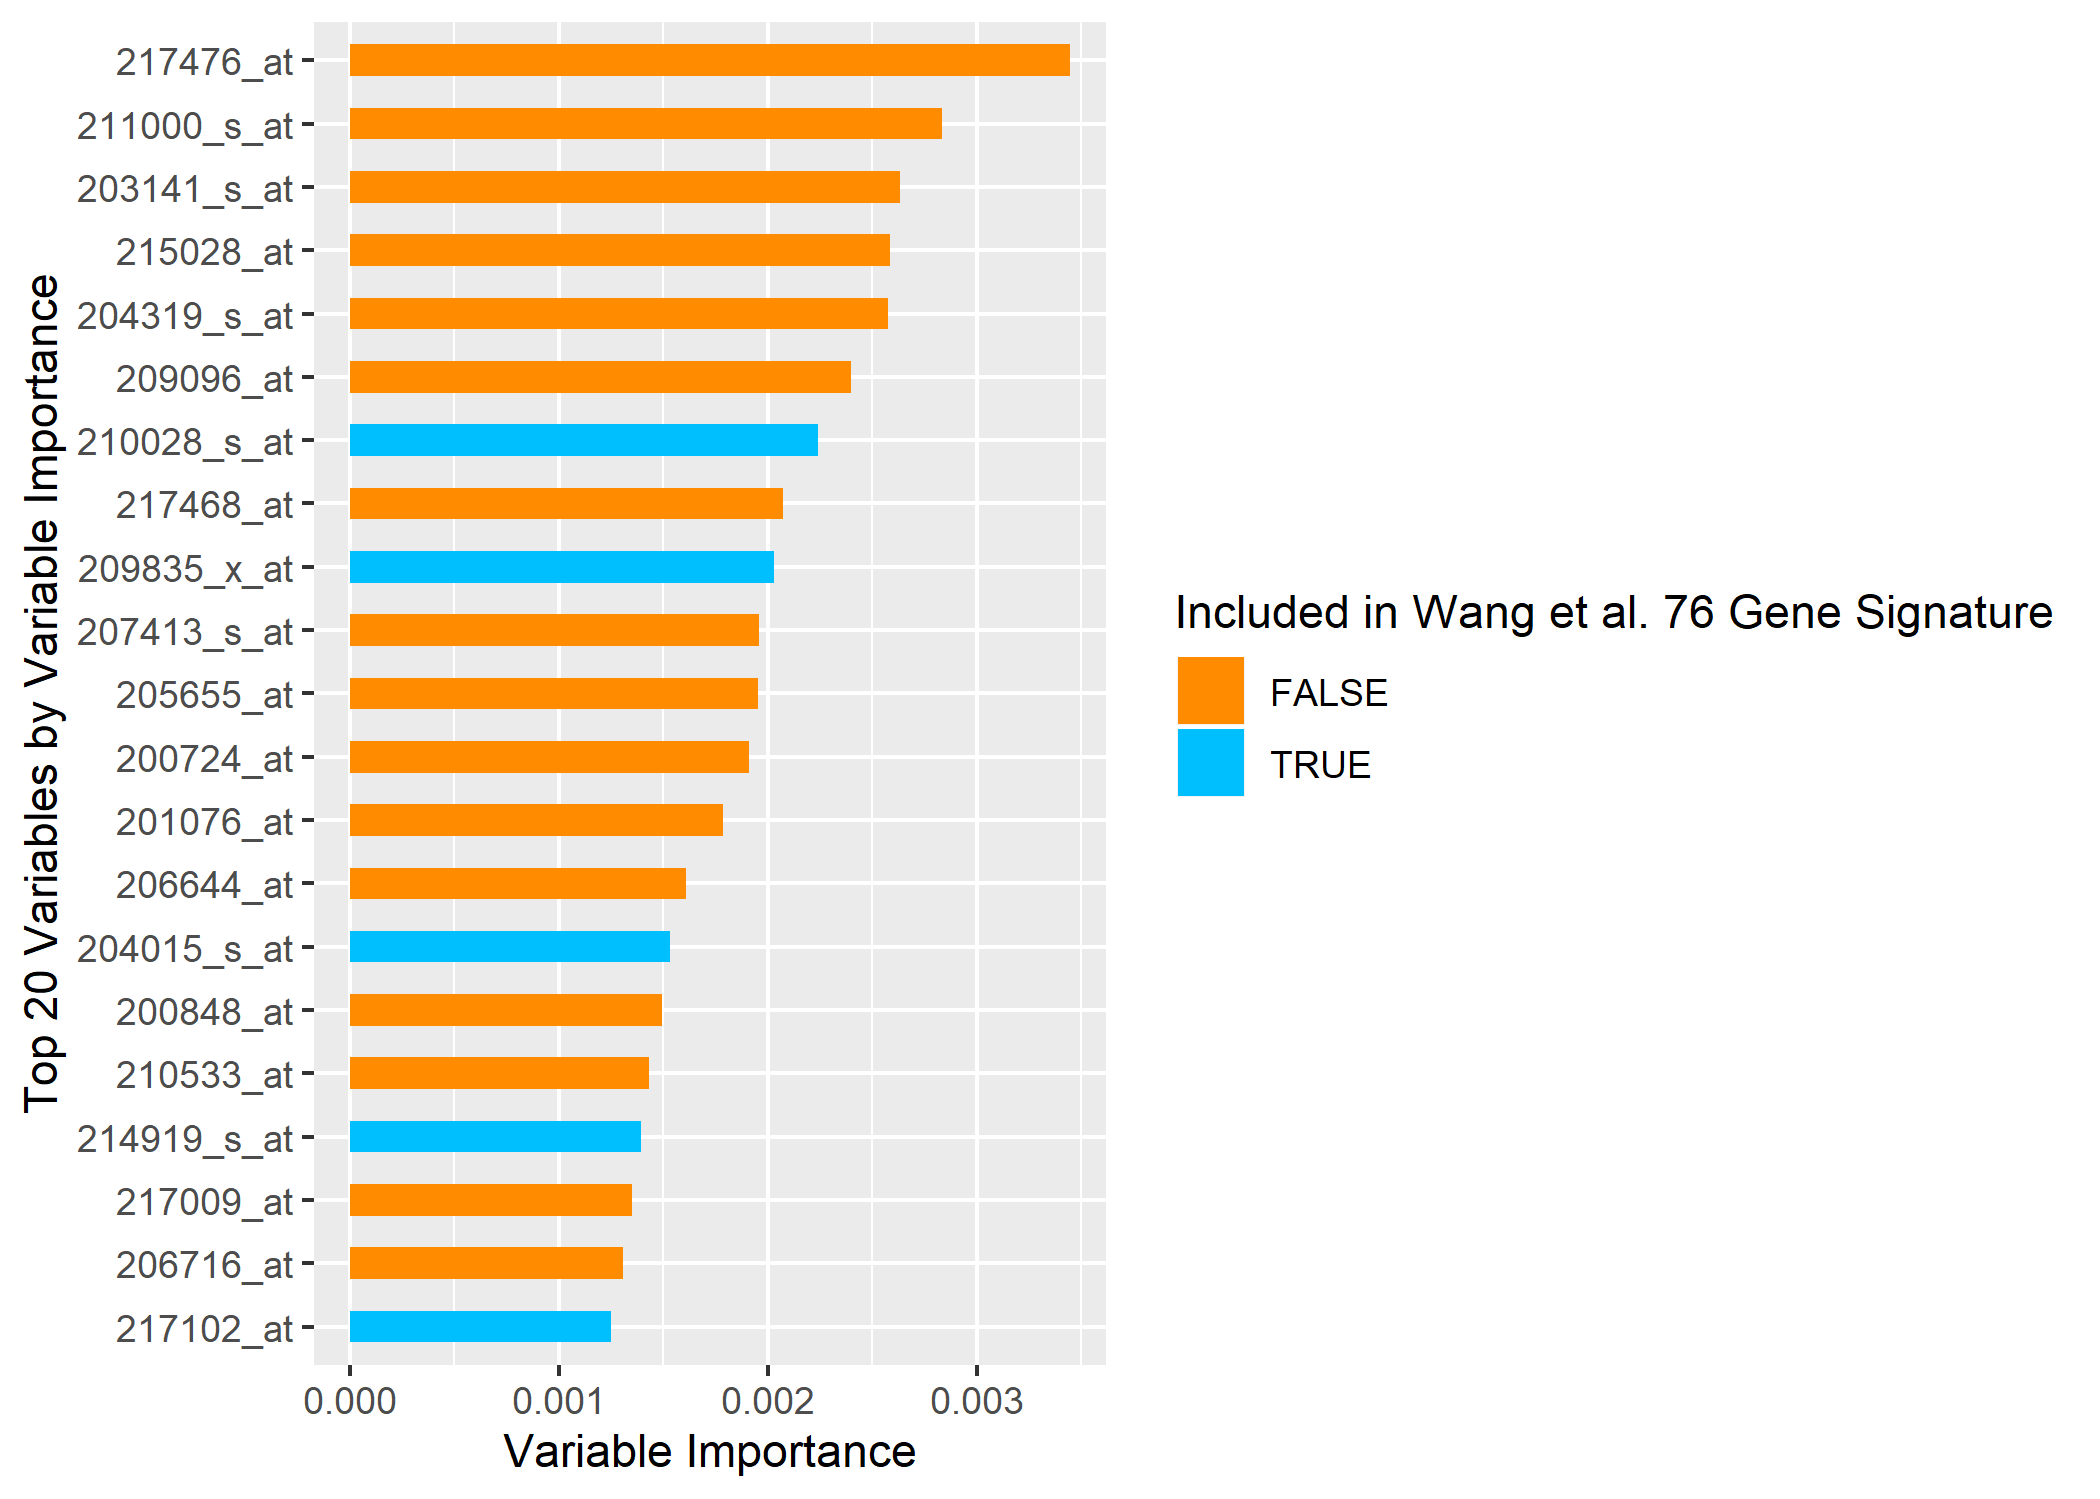 Top 20 Variables by Variable Importance
217476_at
211000_s_at
203141_s_at
215028_at
204319_s_at
209096_at
210028_s_at
217468_at
209835_x_at
207413_s_at
205655_at
200724_at
201076_at
206644_at
204015_s_at
200848_at
210533_at
214919_s_at
217009_at
206716_at
217102_at
0.000 0.001 0.002 0.003
Variable Importance
Included in Wang et al. 76 Gene Signature
FALSE
TRUE